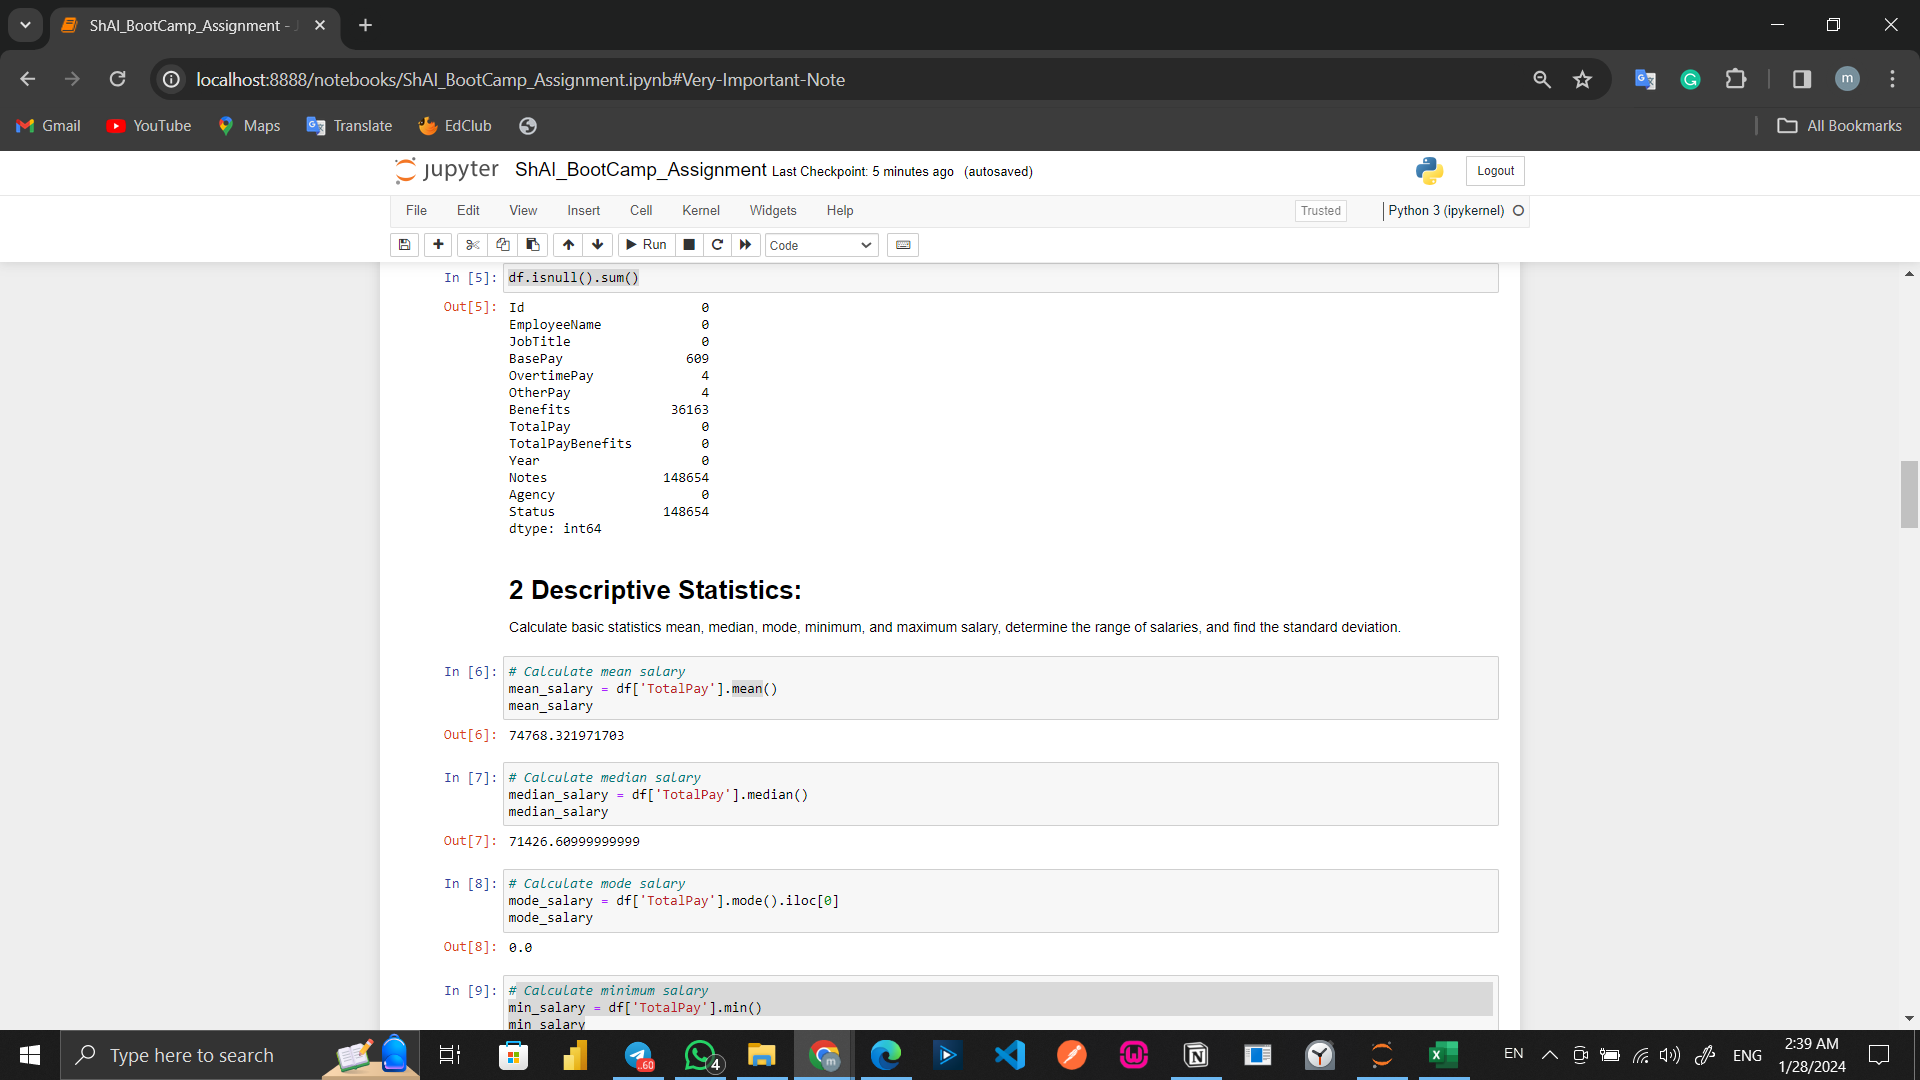 ShAI_BootCamp_Assignment - J
localhost:8888/notebooks/ShAI_BootCamp_Assignment.ipynb#Very-Important-Note
m
Gmail
YouTube
Maps
Translate
EdClub
All Bookmarks
jupyter
ShAI_BootCamp_Assignment Last Checkpoint: 5 minutes ago (autosaved)
Logout
File Edit View Insert Cell Kernel Widgets Help
Trusted
Python 3 (ipykernel)
Run
Code
In [5]: df.isnull().sum()
Out[5]: Id 0
EmployeeName 0
JobTitle 0
BasePay 609
OvertimePay 4
OtherPay 4
Benefits 36163
TotalPay 0
TotalPayBenefits 0
Year 0
Notes 148654
Agency 0
Status 148654
dtype: int64
2 Descriptive Statistics:
Calculate basic statistics mean, median, mode, minimum, and maximum salary, determine the range of salaries, and find the standard deviation.
In [6]: # Calculate mean salary
mean_salary = df['TotalPay'].mean()
mean_salary
Out[6]: 74768.321971703
In [7]: # Calculate median salary
median_salary = df['TotalPay'].median()
median_salary
Out[7]: 71426.60999999999
In [8]: # Calculate mode salary
mode_salary = df['TotalPay'].mode().iloc[0]
mode_salary
Out[8]: 0.0
In [9]: # Calculate minimum salary
min_salary = df['TotalPay'].min()
min_salary
Type here to search
..60
4
m
EN
ENG
2:39 AM
1/28/2024